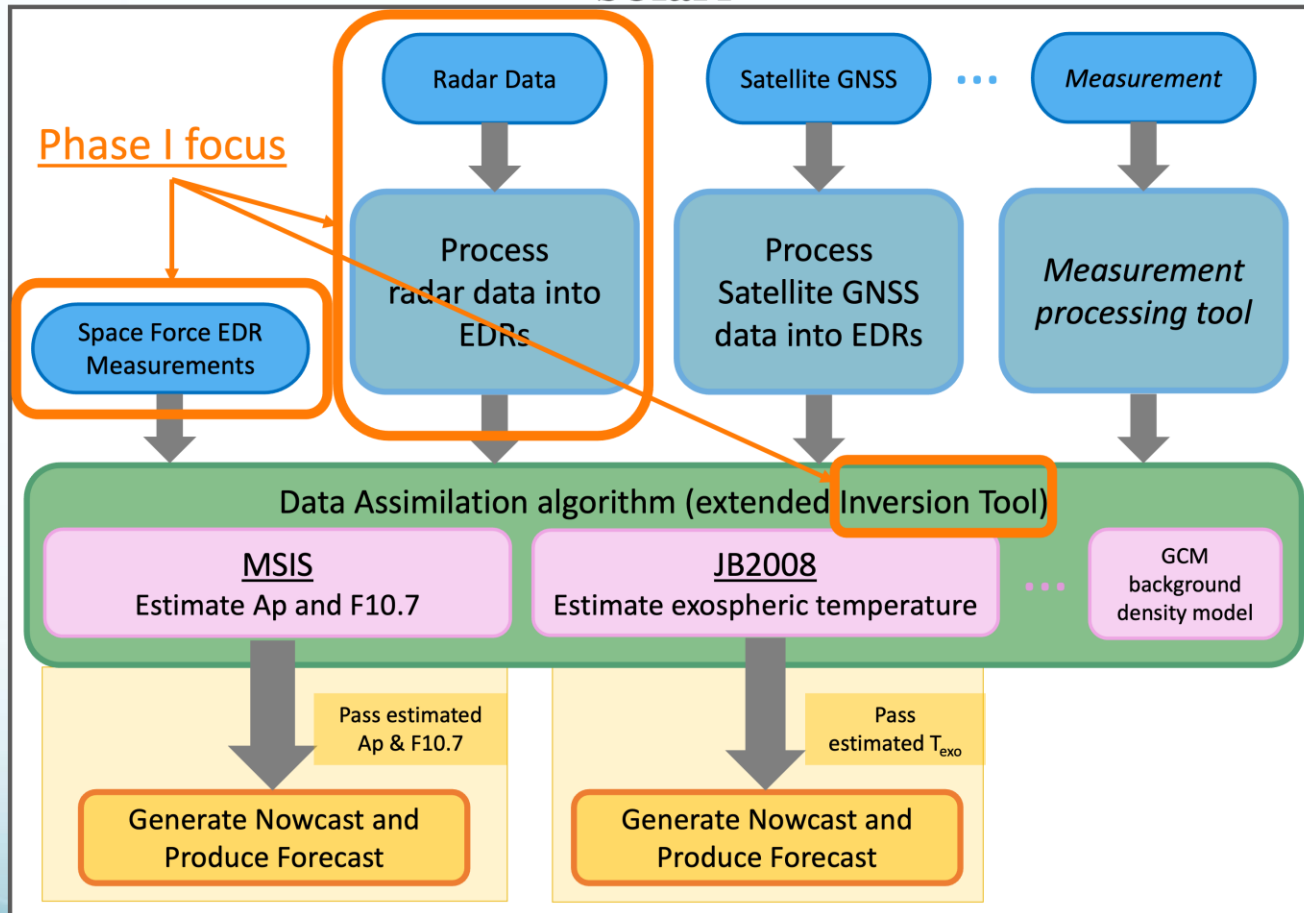 Radar Data
Satellite GNSS
...
Measurement
Phase I focus
Process
radar data into
EDRs
Process
Satellite GNSS
data into EDRs
Measurement
processing tool
Space Force EDR
Measurements
Data Assimilation algorithm (extended Inversion Tool)
MSIS
Estimate Ap and F10.7
JB2008
Estimate exospheric temperature
...
GCM
background
density model
Pass estimated
Ap & F10.7
Pass
estimated Texo
Generate Nowcast and
Produce Forecast
Generate Nowcast and
Produce Forecast